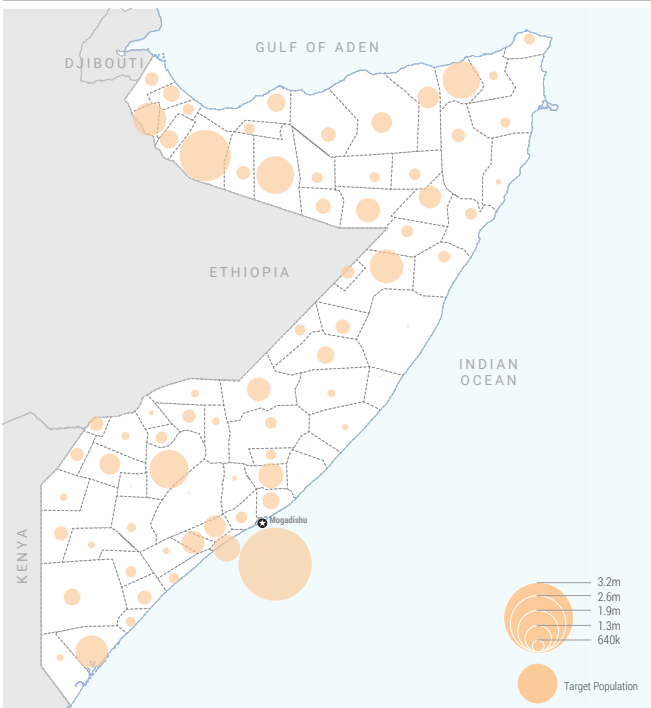 GULF OF ADEN
DJIBOUTI
ETHIOPIA
INDIAN
OCEAN
Mogadishu
KENYA
3.2m
2.6m
1.9m
1.3m
640k
Target Population